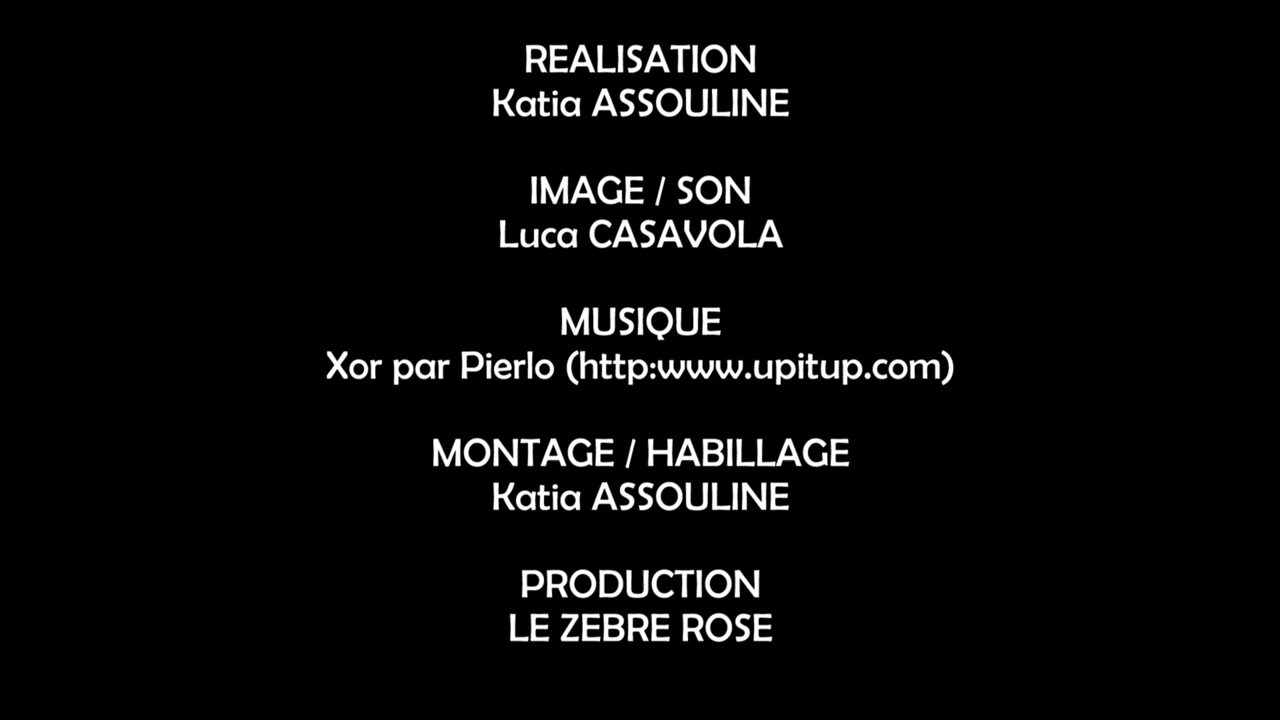 REALISATION
Katia ASSOULINE
IMAGE / SON
Luca CASAVOLA
MUSIQUE
Xor par Pierlo (http:www.upitup.com)
MONTAGE / HABILLAGE
Katia ASSOULINE
PRODUCTION
LE ZEBRE ROSE